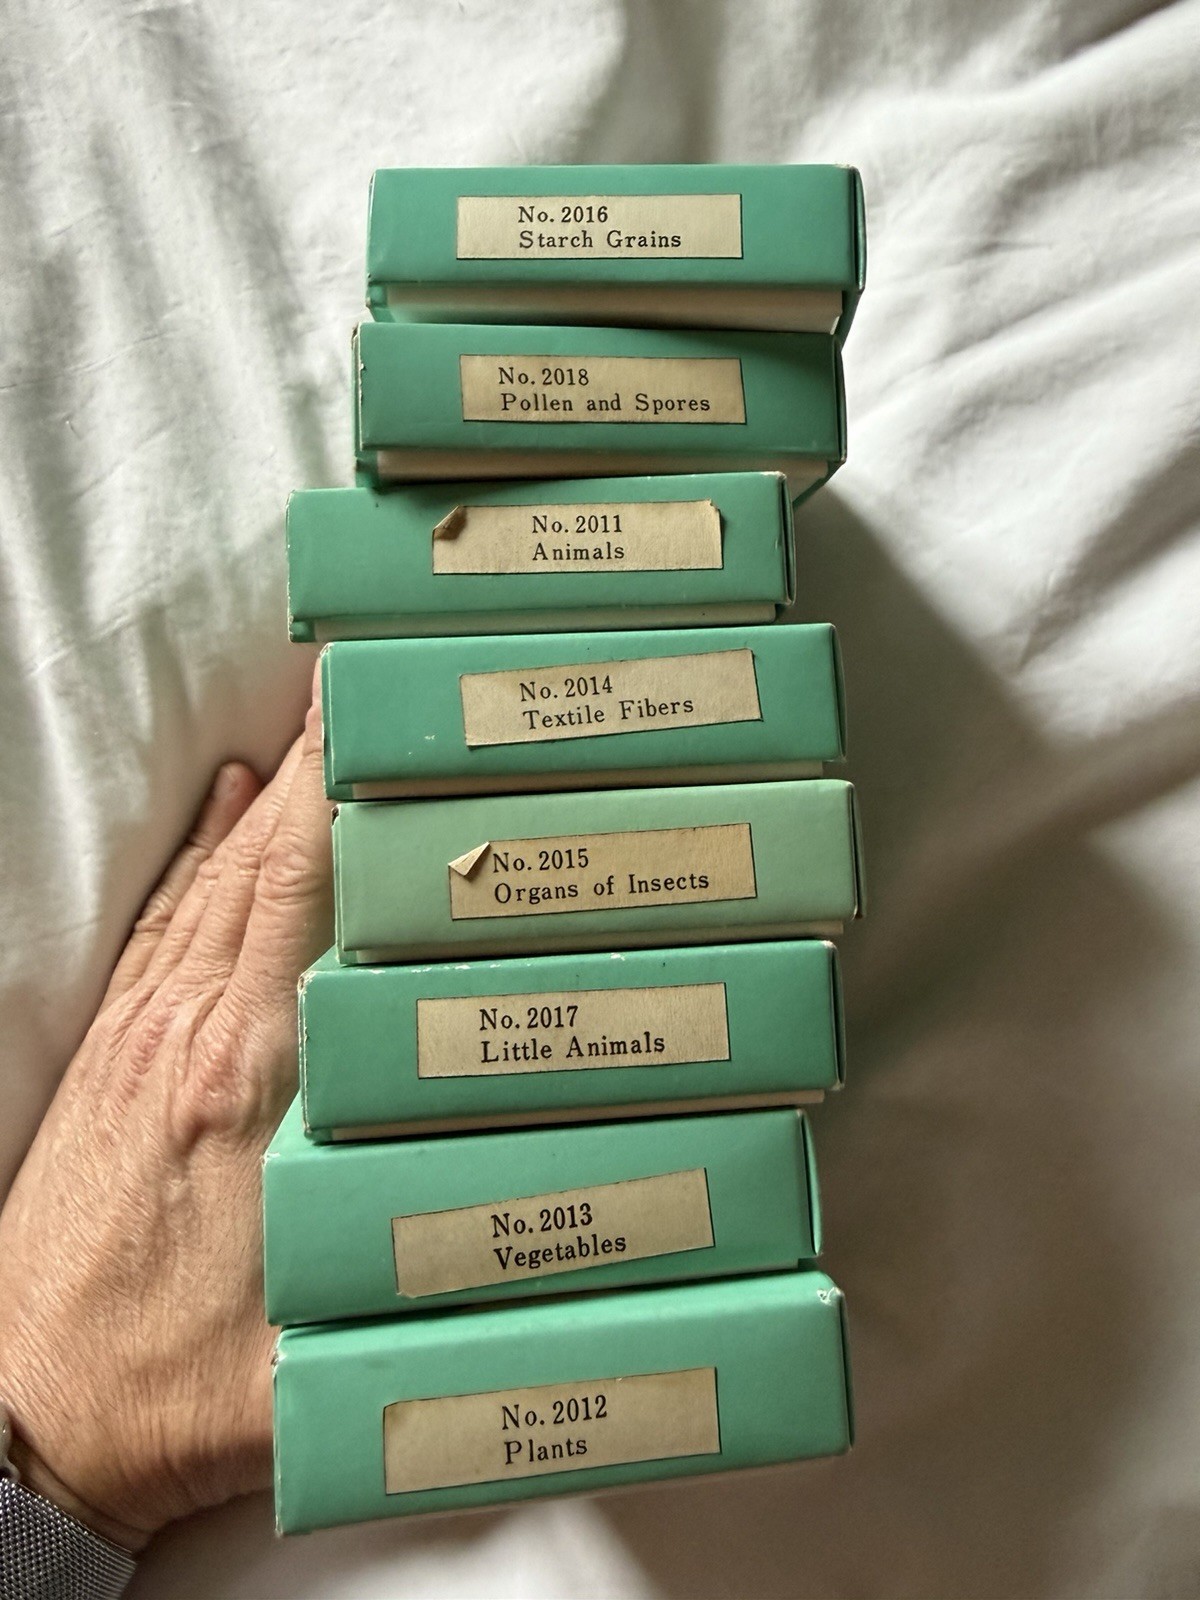 No. 2016
Starch Grains
No. 2018
Pollen and Spores
No. 2011
Animals
No. 2014
Textile Fibers
No. 2015
Organs of Insects
No. 2017
Little Animals
No. 2013
Vegetables
No. 2012
Plants